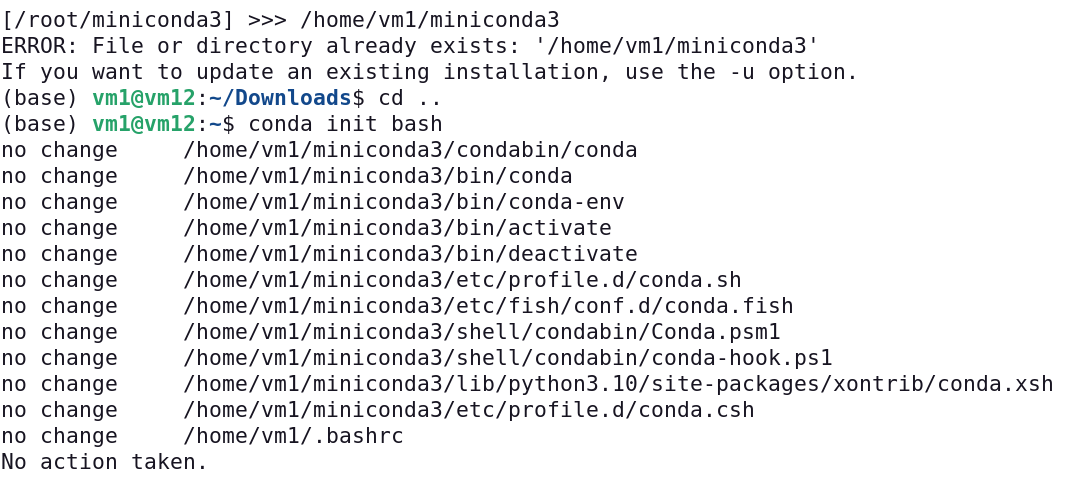 [/root/miniconda3] >>> /home/vm1/miniconda3
ERROR: File or directory already exists: '/home/vm1/miniconda3'
If you want to update an existing installation, use the -u option.
(base) vm1@vm12:~/Downloads$ cd ..
(base) vm1@vm12:~$ conda init bash
no change     /home/vm1/miniconda3/condabin/conda
no change     /home/vm1/miniconda3/bin/conda
no change     /home/vm1/miniconda3/bin/conda-env
no change     /home/vm1/miniconda3/bin/activate
no change     /home/vm1/miniconda3/bin/deactivate
no change     /home/vm1/miniconda3/etc/profile.d/conda.sh
no change     /home/vm1/miniconda3/etc/fish/conf.d/conda.fish
no change     /home/vm1/miniconda3/shell/condabin/Conda.psm1
no change     /home/vm1/miniconda3/shell/condabin/conda-hook.ps1
no change     /home/vm1/miniconda3/lib/python3.10/site-packages/xontrib/conda.xsh
no change     /home/vm1/miniconda3/etc/profile.d/conda.csh
no change     /home/vm1/.bashrc
No action taken.